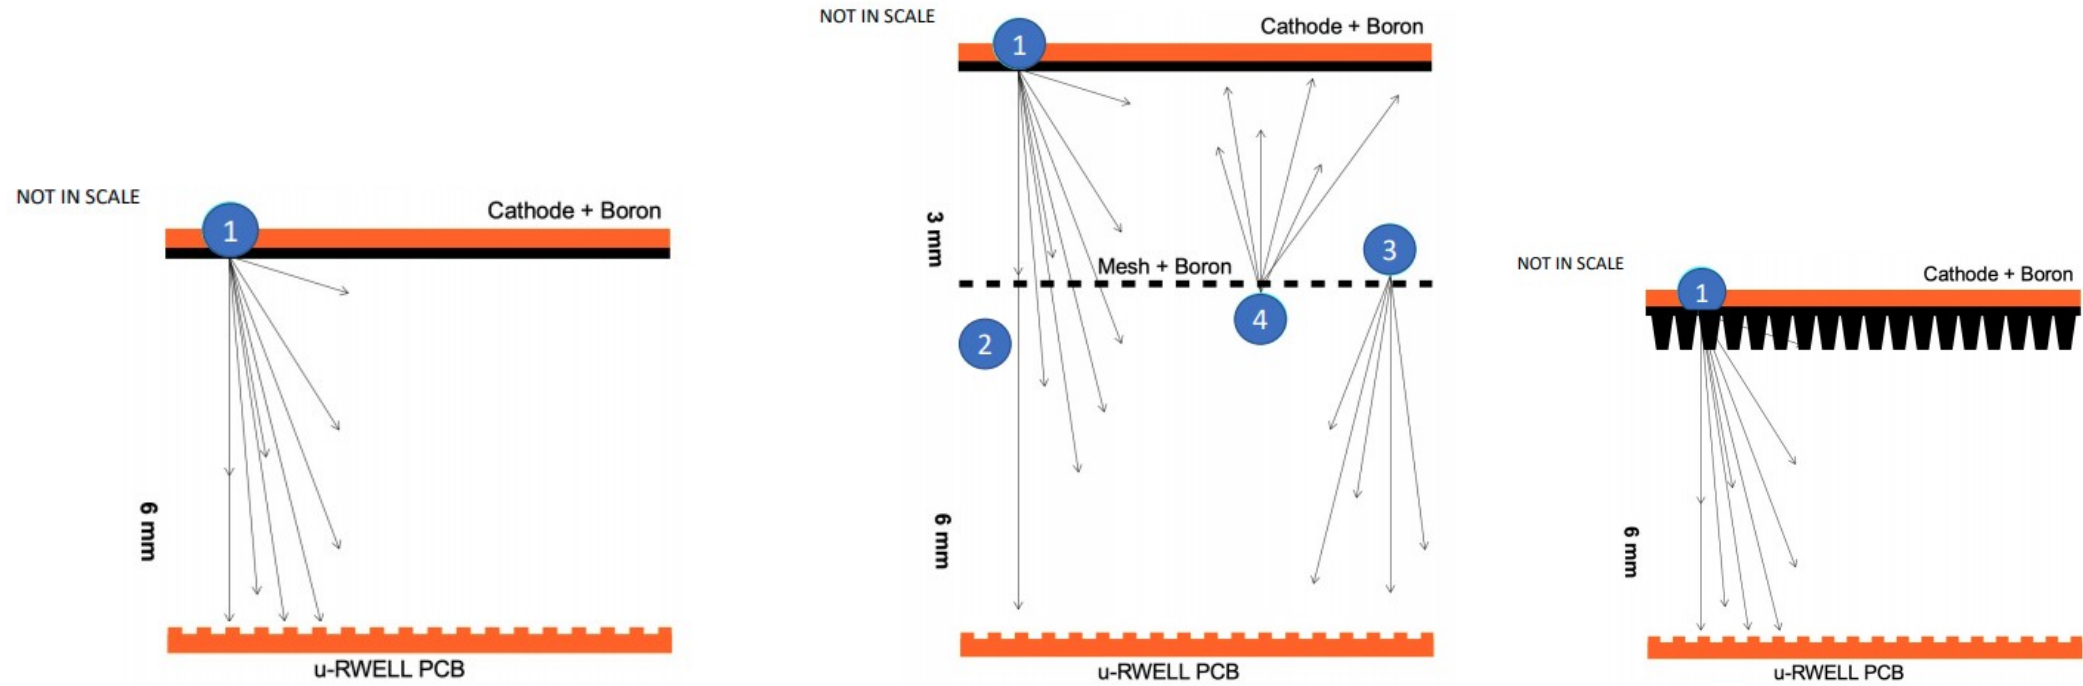 NOT IN SCALE
Cathode + Boron
1
6 mm
u-RWELL PCB
NOT IN SCALE
Cathode + Boron
1
3 mm
Mesh + Boron
3
4
2
6 mm
u-RWELL PCB
NOT IN SCALE
Cathode + Boron
1
6 mm
u-RWELL PCB